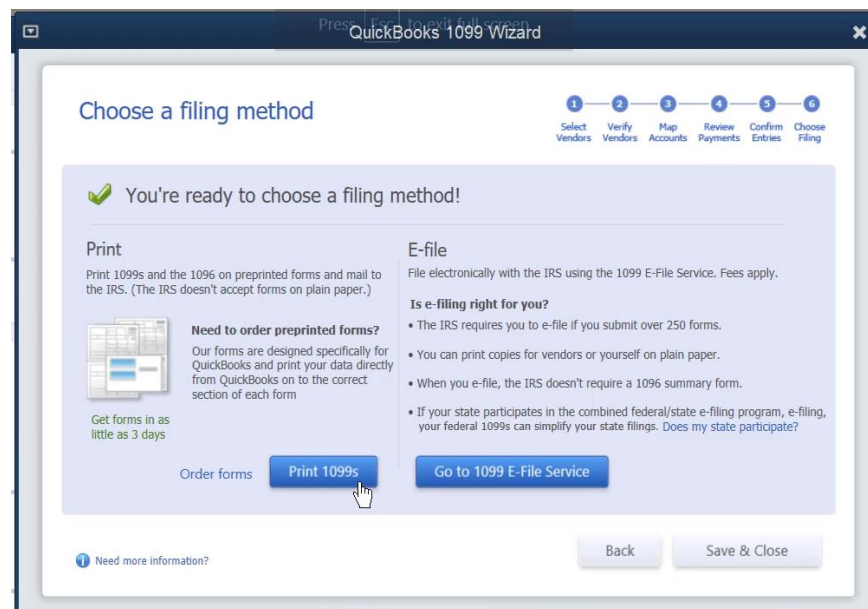 Press Esc to exit full screen
QuickBooks 1099 Wizard
Choose a filing method
1
2
3
4
5
6
Select
Vendors
Verify
Vendors
Map
Accounts
Review
Payments
Confirm
Entries
Choose
Filing
You're ready to choose a filing method!
Print
Print 1099s and the 1096 on preprinted forms and mail to
the IRS. (The IRS doesn't accept forms on plain paper.)
Need to order preprinted forms?
Our forms are designed specifically for
QuickBooks and print your data directly
from QuickBooks on to the correct
section of each form
Get forms in as
little as 3 days
Order forms
Print 1099s
E-file
File electronically with the IRS using the 1099 E-File Service. Fees apply.
Is e-filing right for you?
• The IRS requires you to e-file if you submit over 250 forms.
• You can print copies for vendors or yourself on plain paper.
• When you e-file, the IRS doesn't require a 1096 summary form.
• If your state participates in the combined federal/state e-filing program, e-filing,
your federal 1099s can simplify your state filings. Does my state participate?
Go to 1099 E-File Service
Need more information?
Back
Save & Close